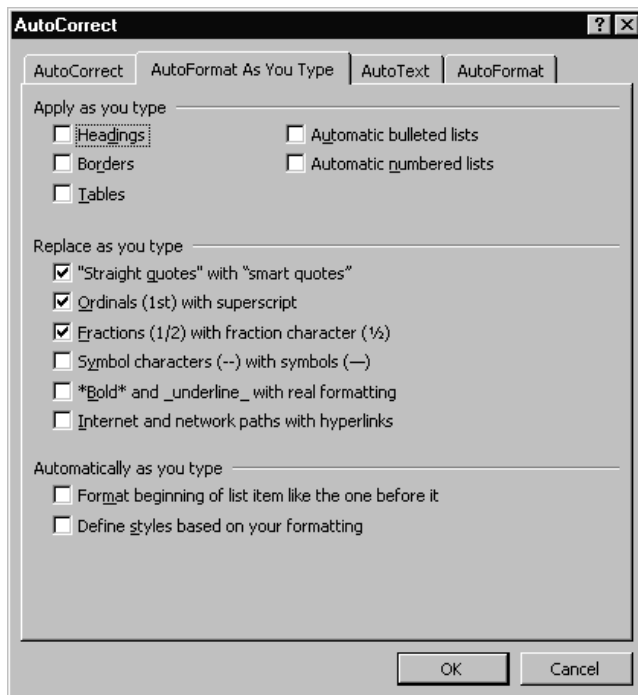 AutoCorrect
AutoCorrect AutoFormat As You Type AutoText AutoFormat
Apply as you type
Headings Automatic bulleted lists
Borders Automatic numbered lists
Tables
Replace as you type
"Straight quotes" with “smart quotes”
Ordinals (1st) with superscript
Fractions (1/2) with fraction character (½)
Symbol characters (--) with symbols (—)
*Bold* and _underline_ with real formatting
Internet and network paths with hyperlinks
Automatically as you type
Format beginning of list item like the one before it
Define styles based on your formatting
OK Cancel